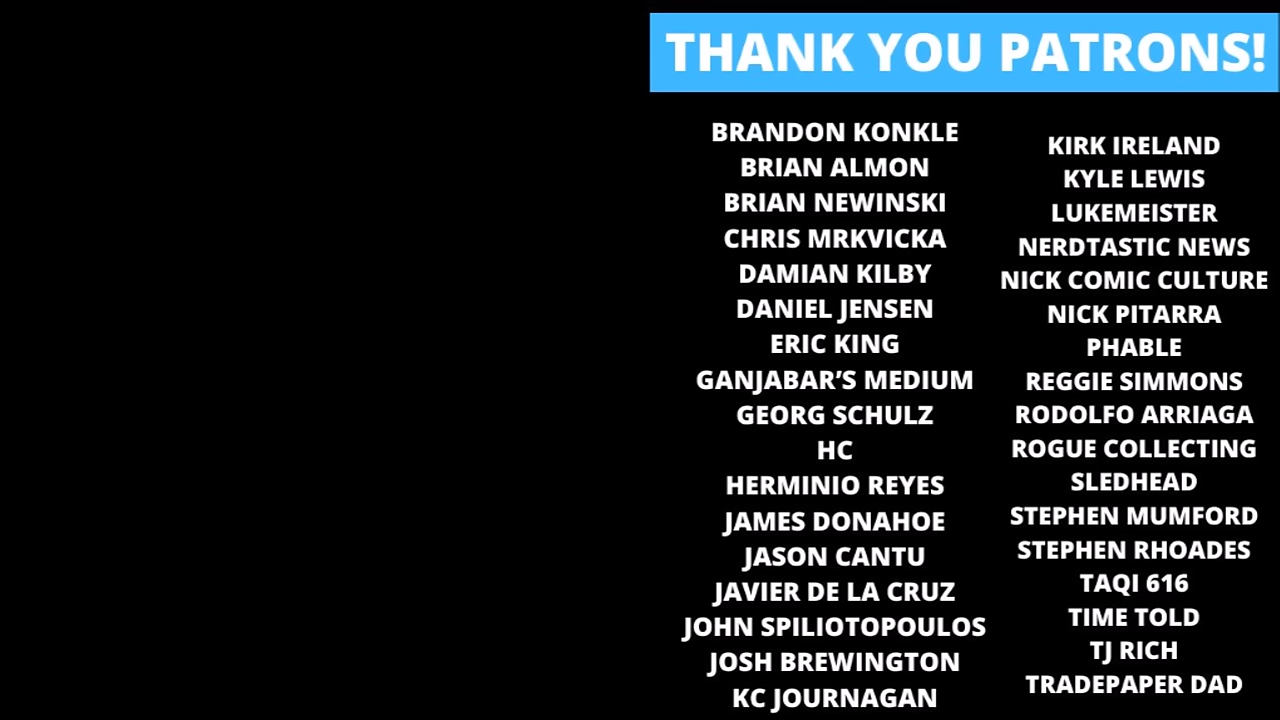 THANK YOU PATRONS!
BRANDON KONKLE
BRIAN ALMON
BRIAN NEWINSKI
CHRIS MRKVICKA
DAMIAN KILBY
DANIEL JENSEN
ERIC KING
GANJABAR’S MEDIUM
GEORG SCHULZ
HC
HERMINIO REYES
JAMES DONAHOE
JASON CANTU
JAVIER DE LA CRUZ
JOHN SPILIOTOPOULOS
JOSH BREWINGTON
KC JOURNAGAN
KIRK IRELAND
KYLE LEWIS
LUKEMEISTER
NERDTASTIC NEWS
NICK COMIC CULTURE
NICK PITARRA
PHABLE
REGGIE SIMMONS
RODOLFO ARRIAGA
ROGUE COLLECTING
SLEDHEAD
STEPHEN MUMFORD
STEPHEN RHOADES
TAQI 616
TIME TOLD
TJ RICH
TRADEPAPER DAD